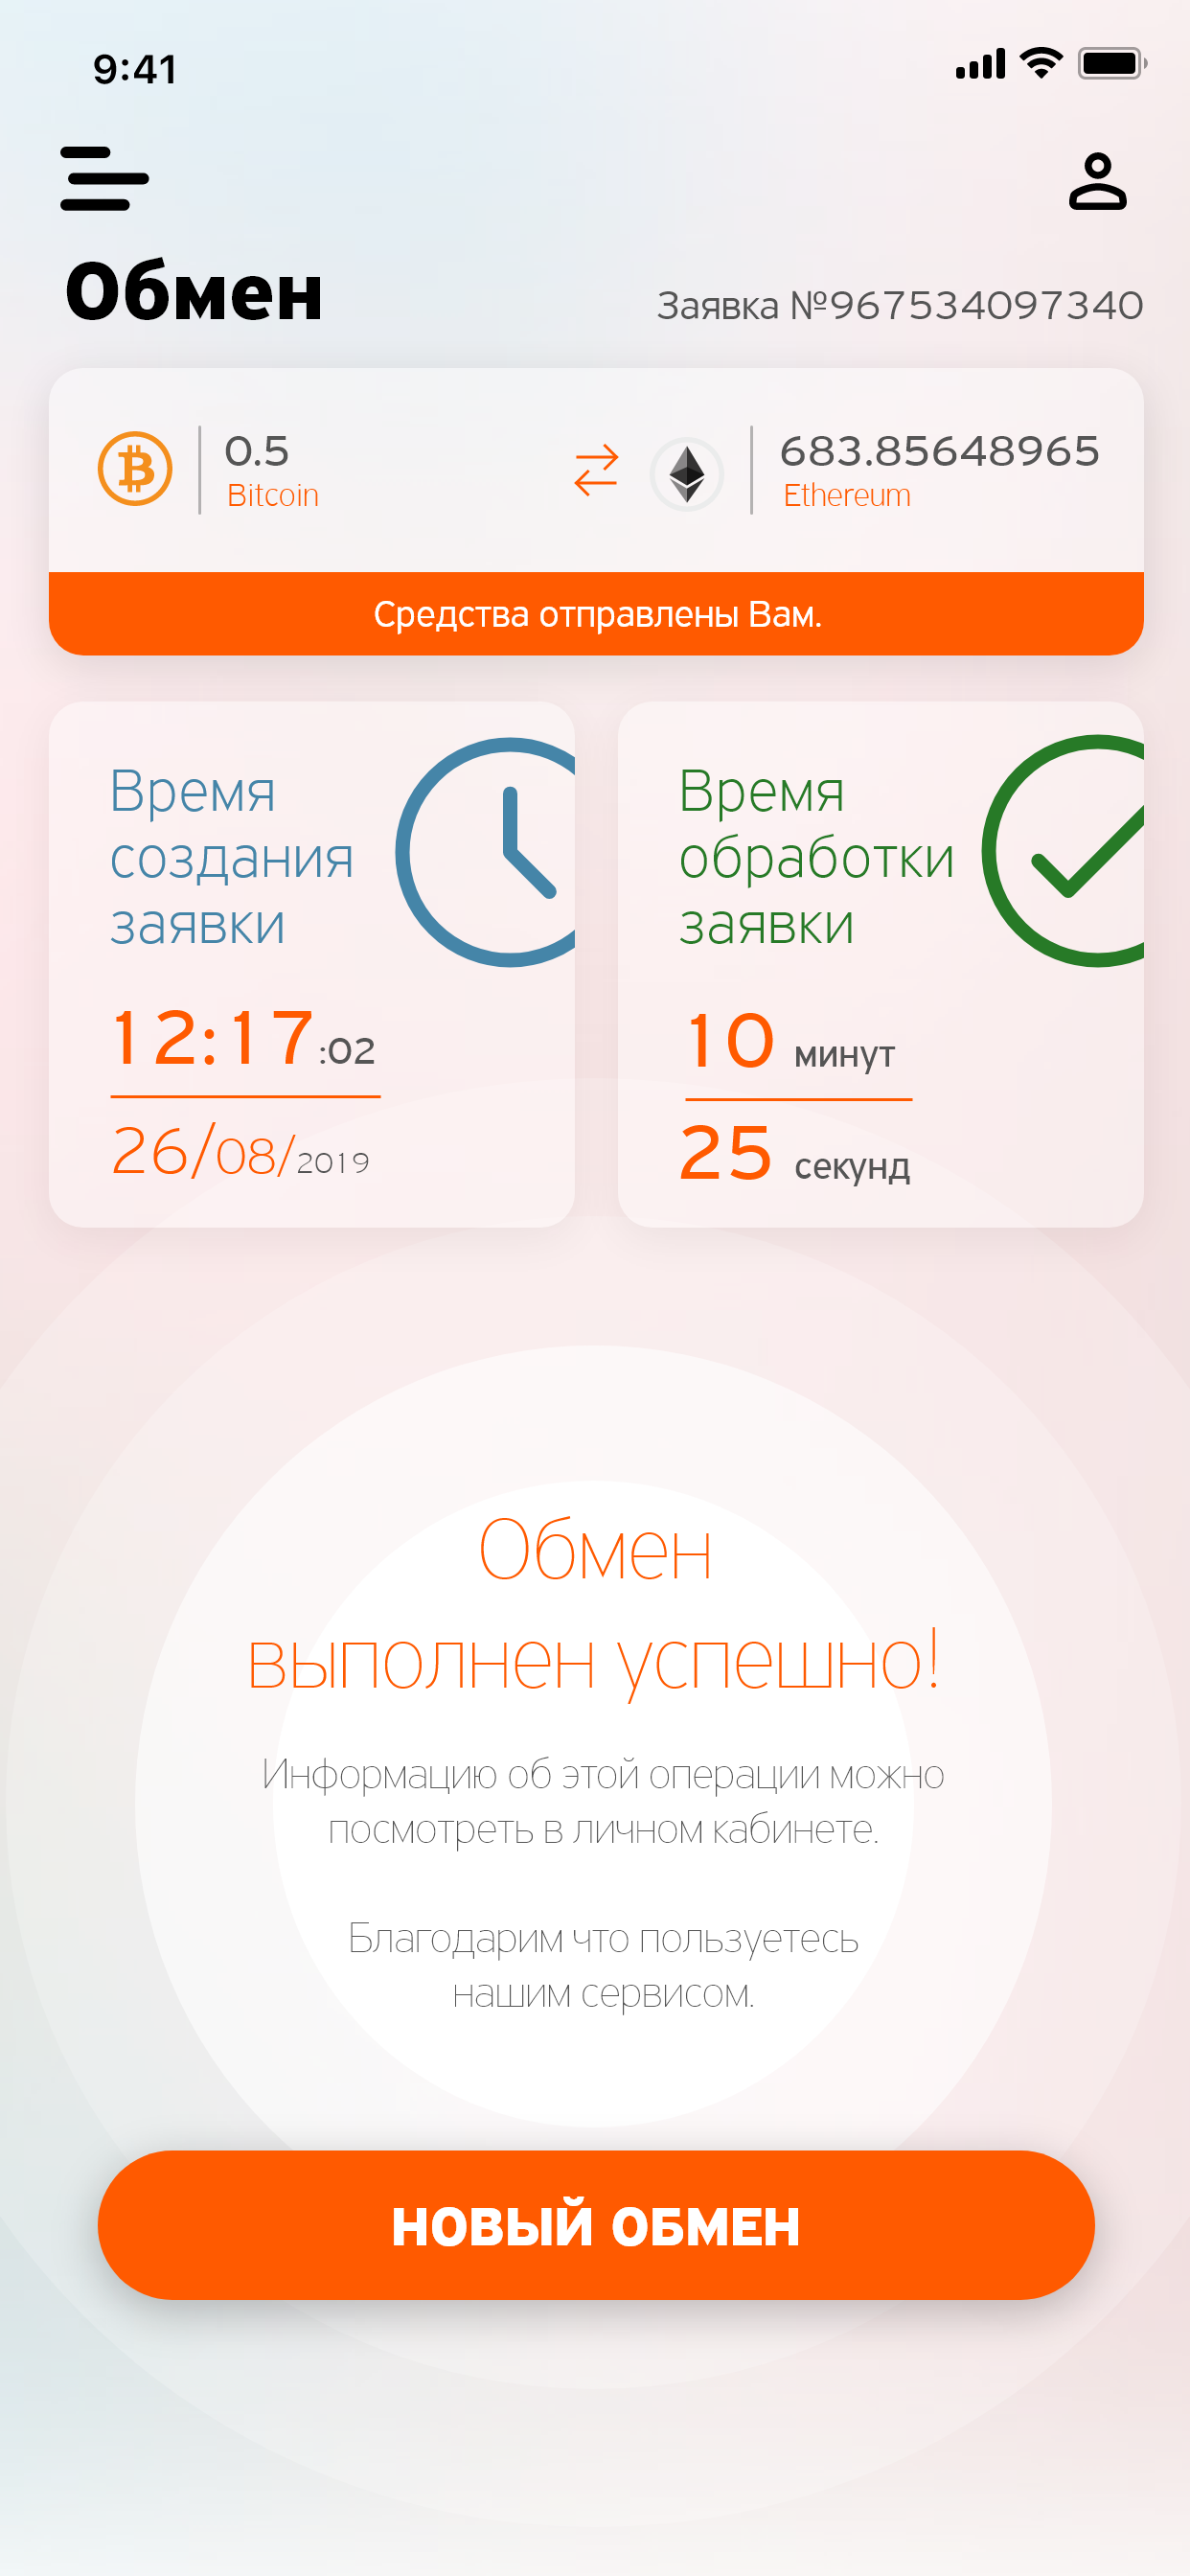 9:41
Обмен
Заявка №967534097340
0.5
Bitcoin
683.85648965
Ethereum
Средства отправлены Вам.
Время
создания
заявки
12:17:02
26/08/2019
Время
обработки
заявки
10 минут
25 секунд
Обмен
выполнен успешно!
Информацию об этой операции можно
посмотреть в личном кабинете.
Благодарим что пользуетесь
нашим сервисом.
НОВЫЙ ОБМЕН